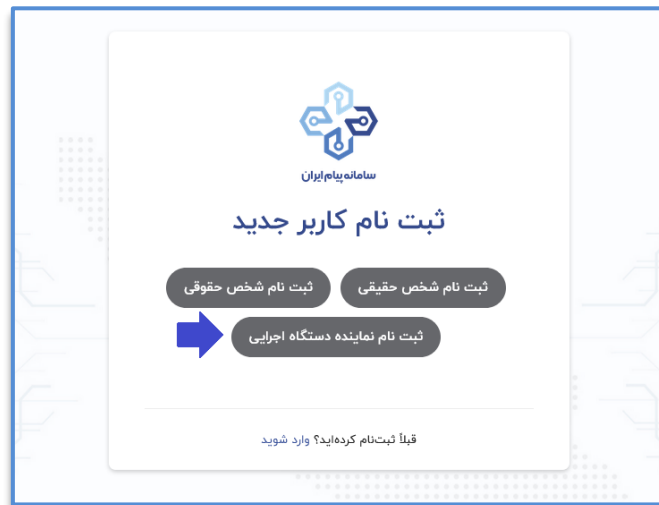 سامانه پیام ایران
ثبت نام کاربر جدید
ثبت نام شخص حقیقی
ثبت نام شخص حقوقی
ثبت نام نماینده دستگاه اجرایی
قبلاً ثبت‌نام کرده‌اید؟ وارد شوید